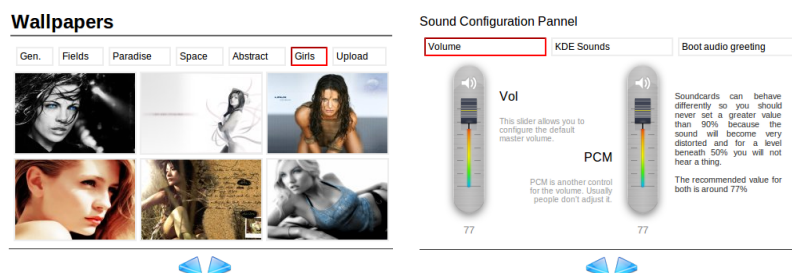 Wallpapers
Gen. Fields Paradise Space Abstract Girls Upload
Sound Configuration Pannel
Volume KDE Sounds Boot audio greeting
Vol
This slider allows you to
configure the default
master volume.
PCM
PCM is another control
for the volume. Usually
people don't adjust it.
77
77
Soundcards can behave
differently so you should
never set a greater value
than 90% because the
sound will become very
distorted and for a level
beneath 50% you will not
hear a thing.
The recommended value for
both is around 77%